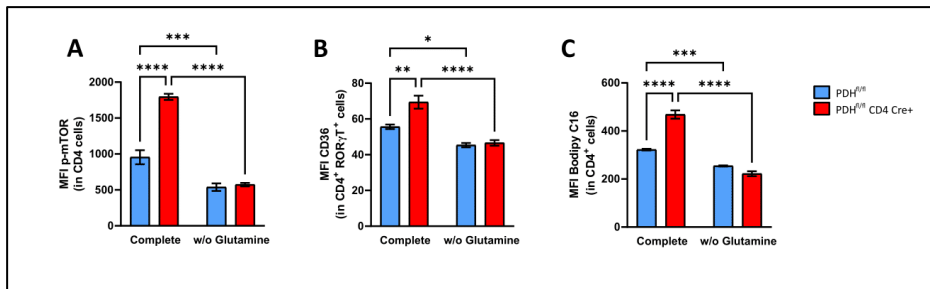 A
***
****
****
MFI p-mTOR
(in CD4 cells)
2000
1500
1000
500
0
Complete
w/o Glutamine
B
*
**
****
MFI CD36
(in CD4⁺ RORγT⁺ cells)
80
60
40
20
0
Complete
w/o Glutamine
C
***
****
****
MFI Bodipy C16
(in CD4⁺ cells)
600
400
200
0
Complete
w/o Glutamine
PDHᶠˡ/ᶠˡ
PDHᶠˡ/ᶠˡ CD4 Cre+